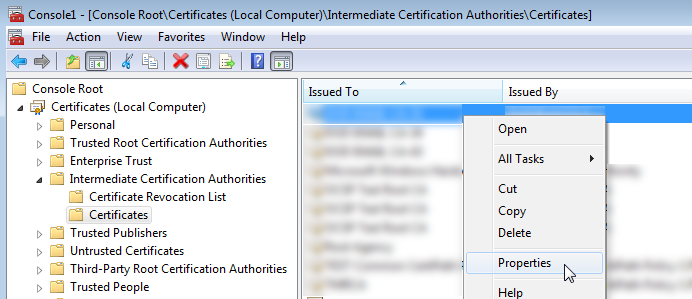 Console1 - [Console Root\Certificates (Local Computer)\Intermediate Certification Authorities\Certificates]
File Action View Favorites Window Help
Console Root
Certificates (Local Computer)
Personal
Trusted Root Certification Authorities
Enterprise Trust
Intermediate Certification Authorities
Certificate Revocation List
Certificates
Trusted Publishers
Untrusted Certificates
Third-Party Root Certification Authorities
Trusted People
Issued To Issued By
Open
All Tasks
Cut
Copy
Delete
Properties
Help